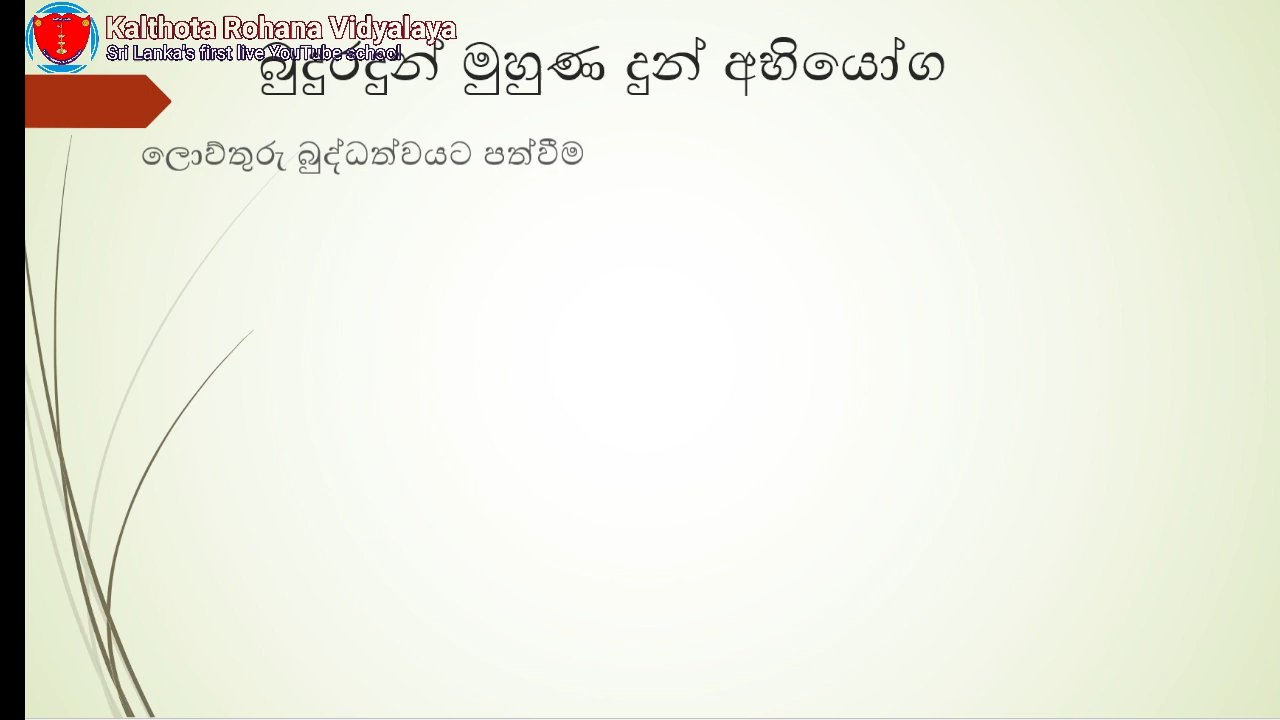 Kalthota Rohana Vidyalaya
Sri Lanka's first live YouTube school
බුදුරදුන් මුහුණ දුන් අභියෝග
ලොව්තුරු බුද්ධත්වයට පත්වීම